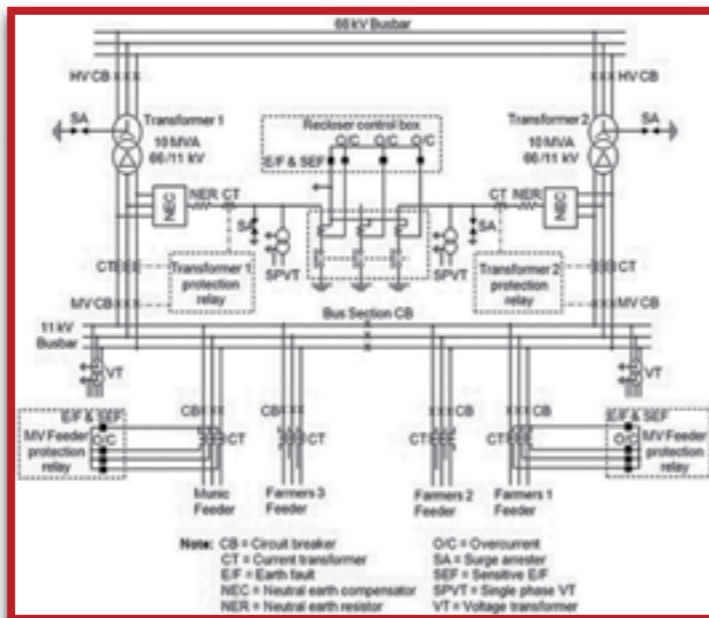 66 kV Busbar
HV CB
HV CB
SA
Transformer 1
10 MVA
66/11 kV
Recloser control box
O/C
O/C
O/C
E/F & SEF
Transformer 2
10 MVA
66/11 kV
SA
NEC
NER
CT
SA
SPVT
SPVT
SA
CT
NER
NEC
CT
Transformer 1
protection
relay
Transformer 2
protection
relay
CT
MV CB
MV CB
Bus Section CB
11 kV
Busbar
VT
VT
E/F & SEF
O/C
MV Feeder
protection
relay
CB
CT
CB
CT
CB
CT
CB
CT
E/F & SEF
O/C
MV Feeder
protection
relay
Munic
Feeder
Farmers 3
Feeder
Farmers 2
Feeder
Farmers 1
Feeder
Note: CB = Circuit breaker
CT = Current transformer
E/F = Earth fault
NEC = Neutral earth compensator
NER = Neutral earth resistor
O/C = Overcurrent
SA = Surge arrester
SEF = Sensitive E/F
SPVT = Single phase VT
VT = Voltage transformer